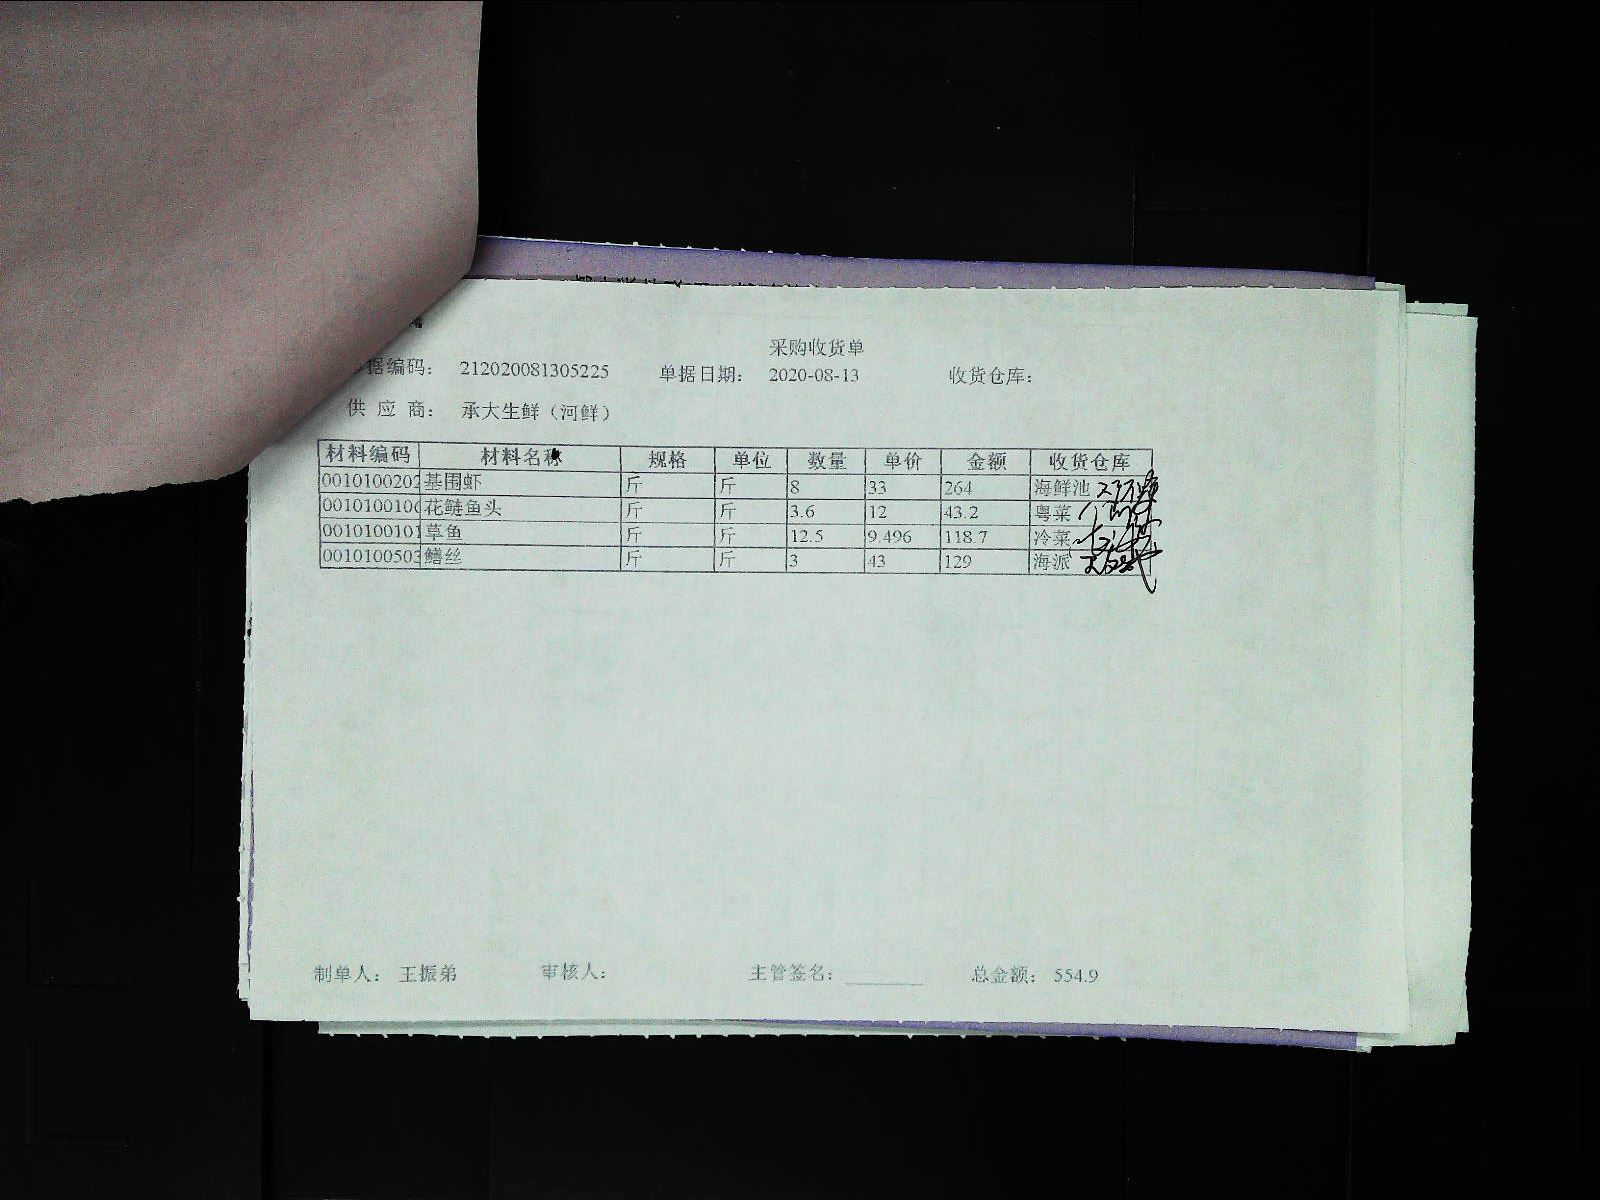 采购收货单
据编码： 212020081305225 单据日期： 2020-08-13 收货仓库：
供 应 商： 承大生鲜（河鲜）
材料编码 材料名称 规格 单位 数量 单价 金额 收货仓库
0010100202 基围虾 斤 斤 8 33 264 海鲜池
001010010 花鲢鱼头 斤 斤 3.6 12 43.2 粤菜
0010100101 草鱼 斤 斤 12.5 9.496 118.7 冷菜
001010050 鳝丝 斤 斤 3 43 129 海派
制单人： 王振弟 审核人： 主管签名： 总金额： 554.9